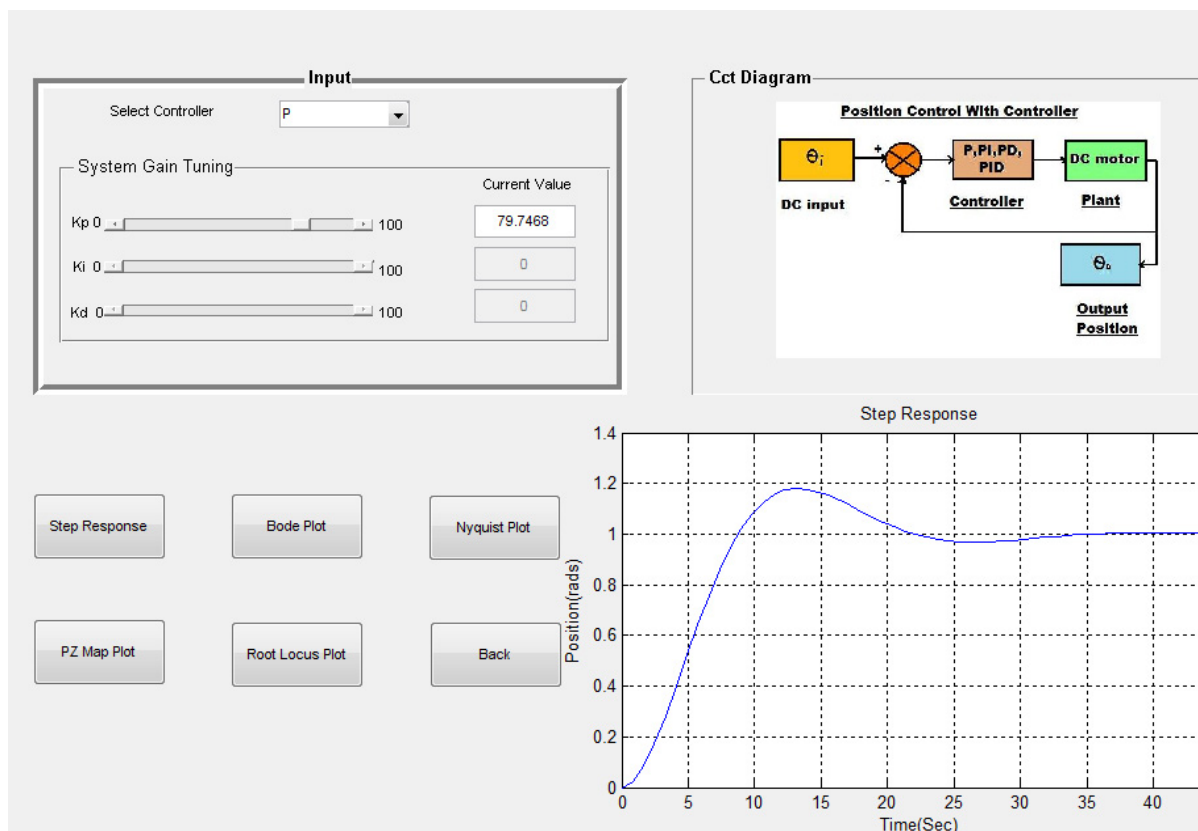 Input
Select Controller
P
System Gain Tuning
Current Value
Kp 0
100
79.7468
Ki 0
100
0
Kd 0
100
0
Cct Diagram
Position Control With Controller
θi
+
-
P,PI,PD,
PID
DC motor
DC input
Controller
Plant
θo
Output
Position
Step Response
Bode Plot
Nyquist Plot
PZ Map Plot
Root Locus Plot
Back
Step Response
Position(rads)
1.4
1.2
1
0.8
0.6
0.4
0.2
0
0 5 10 15 20 25 30 35 40
Time(Sec)